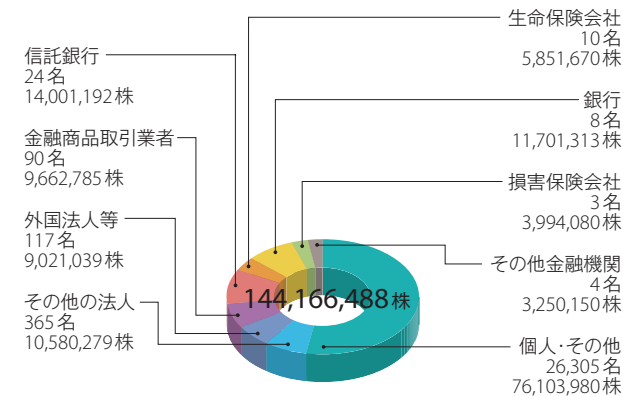 生命保険会社
10名
5,851,670株
信託銀行
24名
14,001,192株
銀行
8名
11,701,313株
金融商品取引業者
90名
9,662,785株
損害保険会社
3名
3,994,080株
外国法人等
117名
9,021,039株
その他金融機関
4名
3,250,150株
144,166,488株
その他の法人
365名
10,580,279株
個人・その他
26,305名
76,103,980株